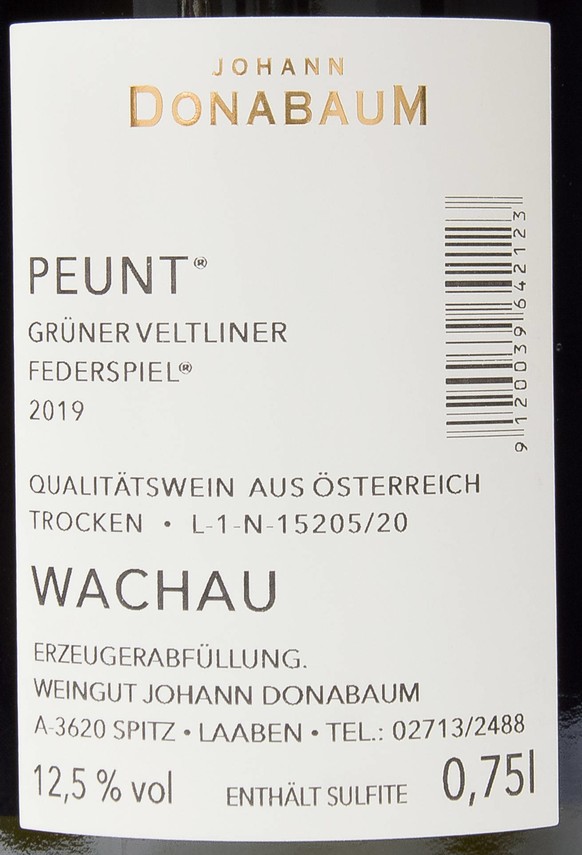 JOHANN
DONABAUM
PEUNT®
GRÜNER VELTLINER
FEDERSPIEL®
2019
9 120039 642123
QUALITÄTSWEIN AUS ÖSTERREICH
TROCKEN • L-1-N-15205/20
WACHAU
ERZEUGERABFÜLLUNG.
WEINGUT JOHANN DONABAUM
A-3620 SPITZ • LAABEN • TEL.: 02713/2488
12,5 % vol ENTHÄLT SULFITE 0,75l